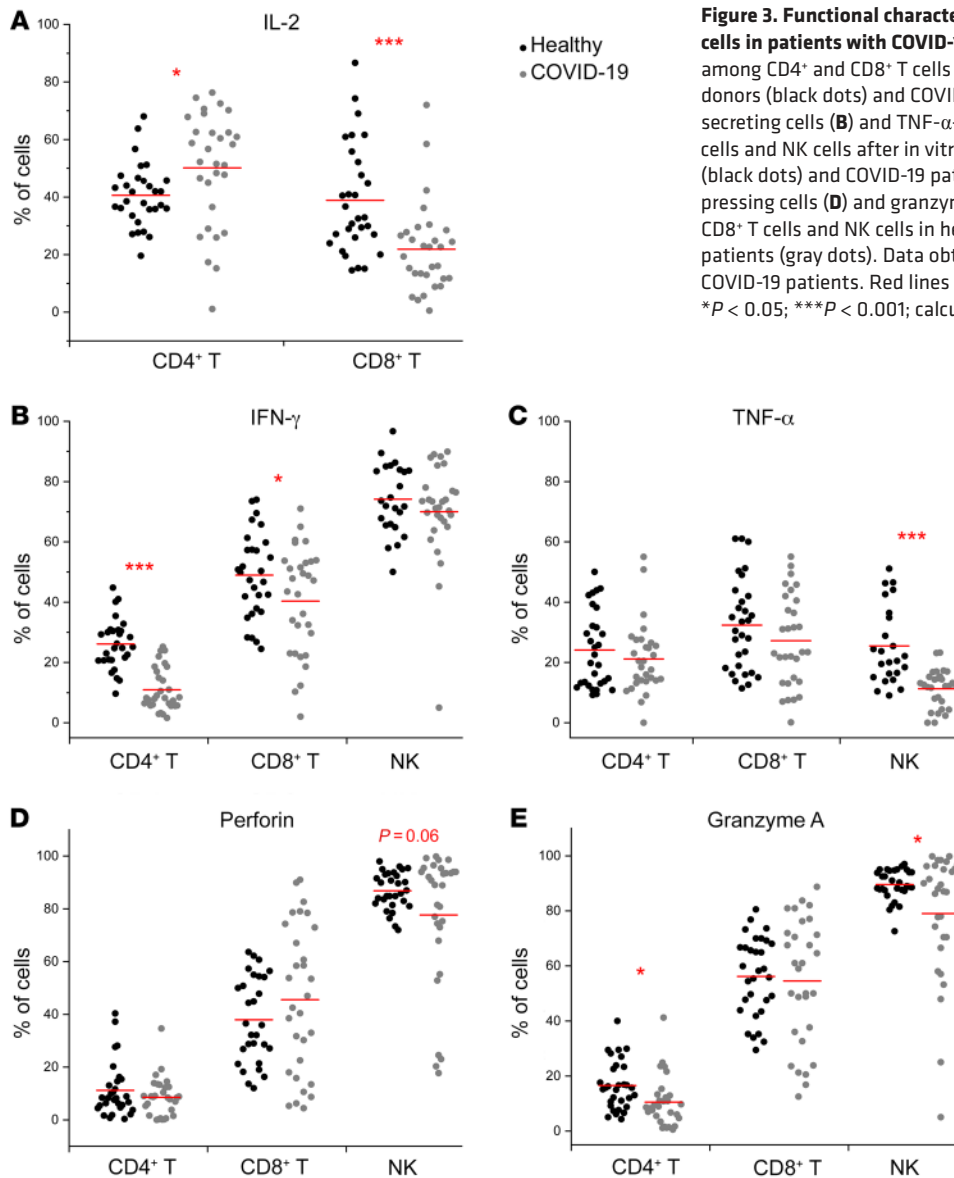 A
IL-2
100
80
60
40
20
0
% of cells
*
***
CD4+ T
CD8+ T
Healthy
COVID-19
Figure 3. Functional characte
cells in patients with COVID-1
among CD4+ and CD8+ T cells
donors (black dots) and COVI
secreting cells (B) and TNF-α-
cells and NK cells after in vitr
(black dots) and COVID-19 pat
pressing cells (D) and granzym
CD8+ T cells and NK cells in he
patients (gray dots). Data obt
COVID-19 patients. Red lines
*P < 0.05; ***P < 0.001; calcu
B
IFN-γ
100
80
60
40
20
0
% of cells
***
*
CD4+ T
CD8+ T
NK
C
TNF-α
100
80
60
40
20
0
% of cells
***
CD4+ T
CD8+ T
NK
D
Perforin
P = 0.06
100
80
60
40
20
0
% of cells
CD4+ T
CD8+ T
NK
E
Granzyme A
100
80
60
40
20
0
% of cells
*
*
CD4+ T
CD8+ T
NK